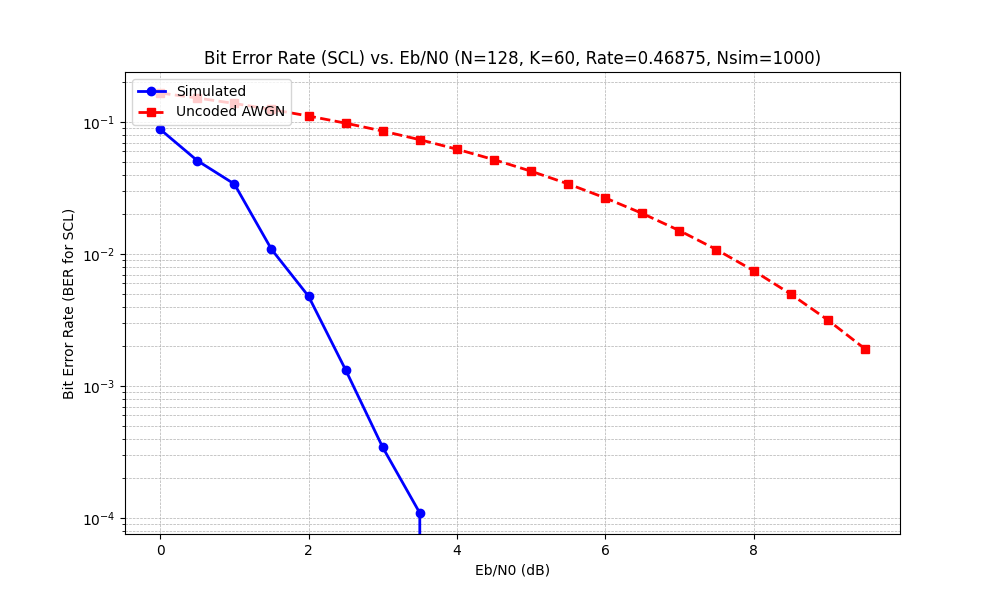 Bit Error Rate (SCL) vs. Eb/N0 (N=128, K=60, Rate=0.46875, Nsim=1000)
Simulated
Uncoded AWGN
Bit Error Rate (BER for SCL)
10⁻¹
10⁻²
10⁻³
10⁻⁴
0 2 4 6 8
Eb/N0 (dB)